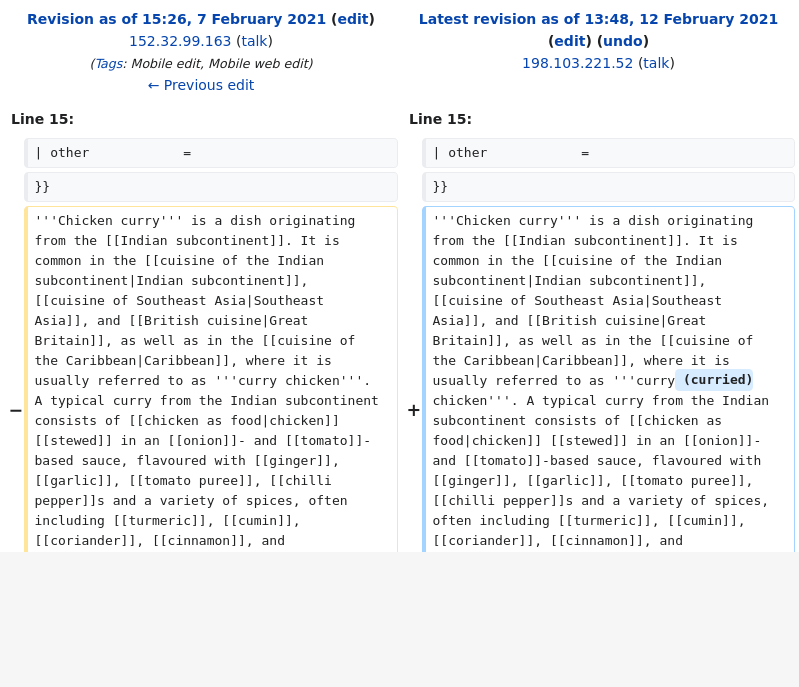 Revision as of 15:26, 7 February 2021 (edit)
152.32.99.163 (talk)
(Tags: Mobile edit, Mobile web edit)
← Previous edit
Latest revision as of 13:48, 12 February 2021
(edit) (undo)
198.103.221.52 (talk)
Line 15:
Line 15:
| other            =
| other            =
}}
}}
−
'''Chicken curry''' is a dish originating
from the [[Indian subcontinent]]. It is
common in the [[cuisine of the Indian
subcontinent|Indian subcontinent]],
[[cuisine of Southeast Asia|Southeast
Asia]], and [[British cuisine|Great
Britain]], as well as in the [[cuisine of
the Caribbean|Caribbean]], where it is
usually referred to as '''curry chicken'''.
A typical curry from the Indian subcontinent
consists of [[chicken as food|chicken]]
[[stewed]] in an [[onion]]- and [[tomato]]-
based sauce, flavoured with [[ginger]],
[[garlic]], [[tomato puree]], [[chilli
pepper]]s and a variety of spices, often
including [[turmeric]], [[cumin]],
[[coriander]], [[cinnamon]], and
+
'''Chicken curry''' is a dish originating
from the [[Indian subcontinent]]. It is
common in the [[cuisine of the Indian
subcontinent|Indian subcontinent]],
[[cuisine of Southeast Asia|Southeast
Asia]], and [[British cuisine|Great
Britain]], as well as in the [[cuisine of
the Caribbean|Caribbean]], where it is
usually referred to as '''curry (curried)
chicken'''. A typical curry from the Indian
subcontinent consists of [[chicken as
food|chicken]] [[stewed]] in an [[onion]]-
and [[tomato]]-based sauce, flavoured with
[[ginger]], [[garlic]], [[tomato puree]],
[[chilli pepper]]s and a variety of spices,
often including [[turmeric]], [[cumin]],
[[coriander]], [[cinnamon]], and